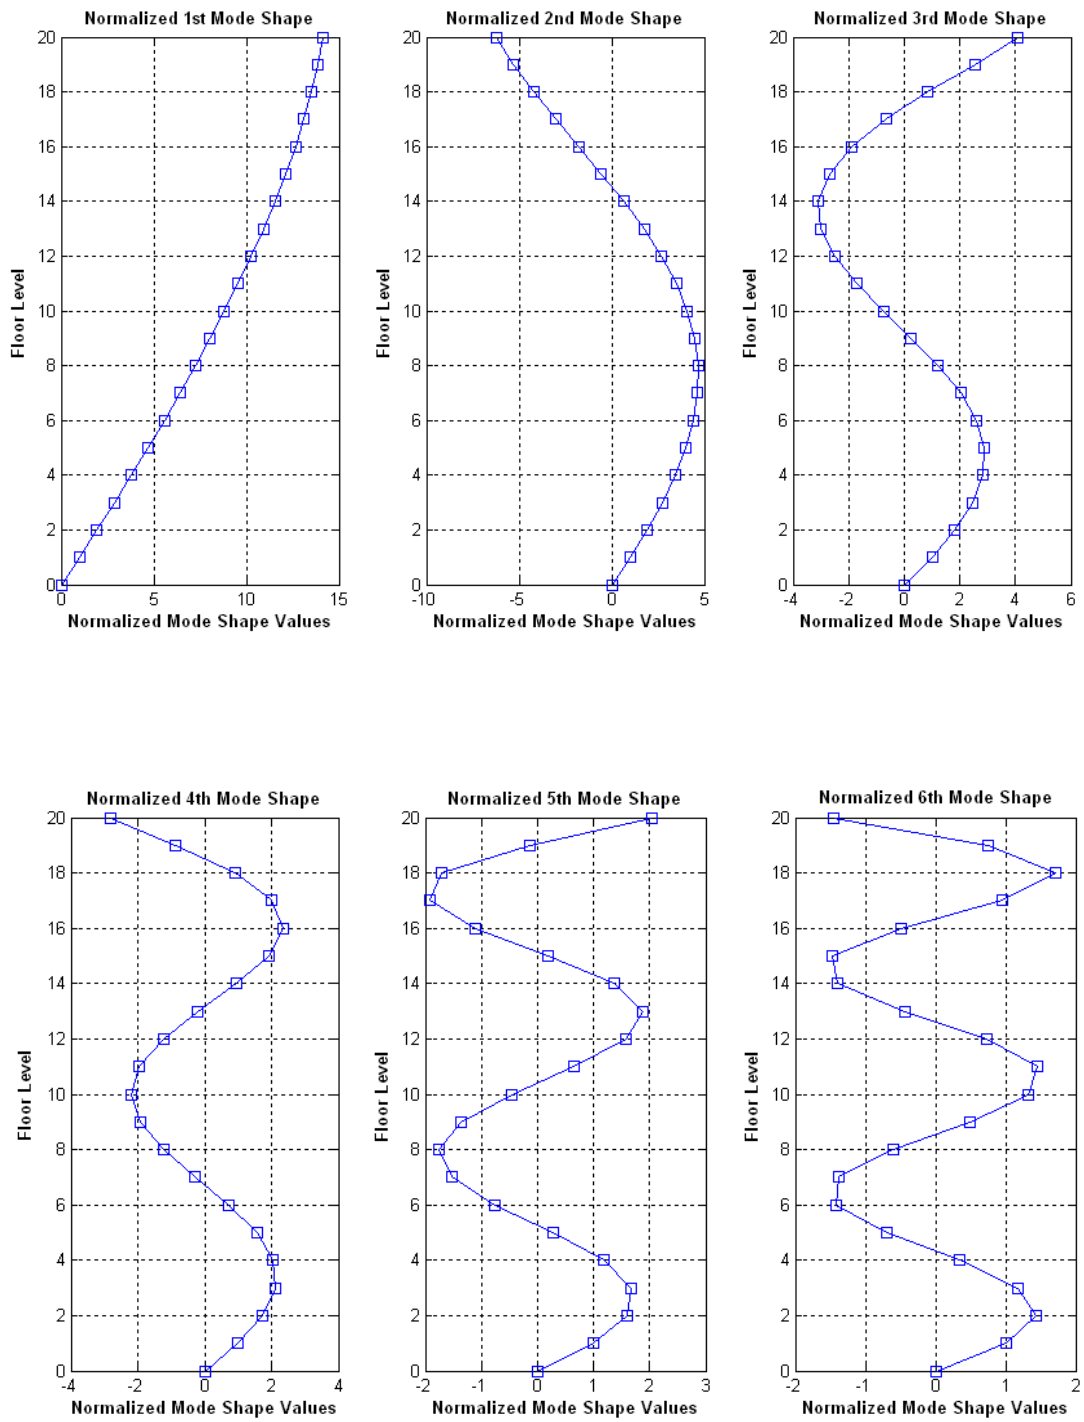 Normalized 1st Mode Shape
Normalized 2nd Mode Shape
Normalized 3rd Mode Shape
20
18
16
14
12
10
8
6
4
2
0
Floor Level
0 5 10 15
Normalized Mode Shape Values
20
18
16
14
12
10
8
6
4
2
0
Floor Level
-10 -5 0 5
Normalized Mode Shape Values
20
18
16
14
12
10
8
6
4
2
0
Floor Level
-4 -2 0 2 4 6
Normalized Mode Shape Values
Normalized 4th Mode Shape
Normalized 5th Mode Shape
Normalized 6th Mode Shape
20
18
16
14
12
10
8
6
4
2
0
Floor Level
-4 -2 0 2 4
Normalized Mode Shape Values
20
18
16
14
12
10
8
6
4
2
0
Floor Level
-2 -1 0 1 2 3
Normalized Mode Shape Values
20
18
16
14
12
10
8
6
4
2
0
Floor Level
-2 -1 0 1 2
Normalized Mode Shape Values